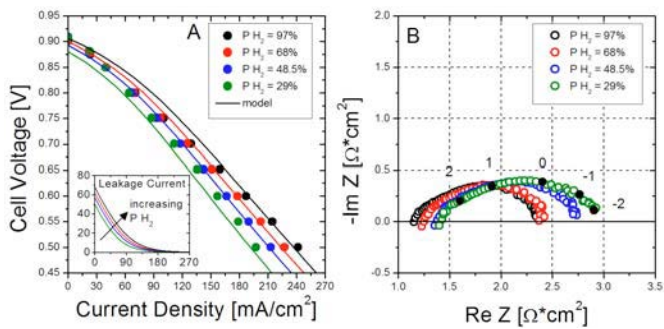 A
P H2 = 97%
P H2 = 68%
P H2 = 48.5%
P H2 = 29%
model
Cell Voltage [V]
0.95
0.90
0.85
0.80
0.75
0.70
0.65
0.60
0.55
0.50
0.45
Leakage Current
increasing
P H2
80
60
40
20
0
0 90 180 270
0 30 60 90 120 150 180 210 240 270
Current Density [mA/cm²]
B
P H2 = 97%
P H2 = 68%
P H2 = 48.5%
P H2 = 29%
-Im Z [Ω*cm²]
-2.0
-1.5
-1.0
-0.5
0.0
0.5
2 1 0 -1 -2
1.0 1.5 2.0 2.5 3.0 3.5
Re Z [Ω*cm²]